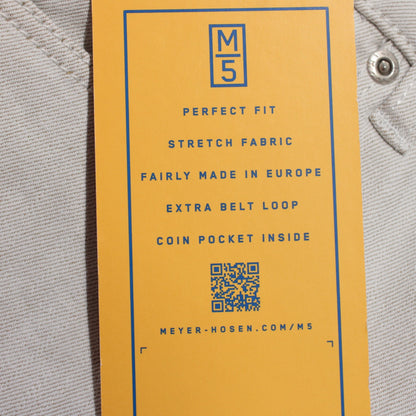 M
5
PERFECT FIT
STRETCH FABRIC
FAIRLY MADE IN EUROPE
EXTRA BELT LOOP
COIN POCKET INSIDE
MEYER-HOSEN.COM/M5